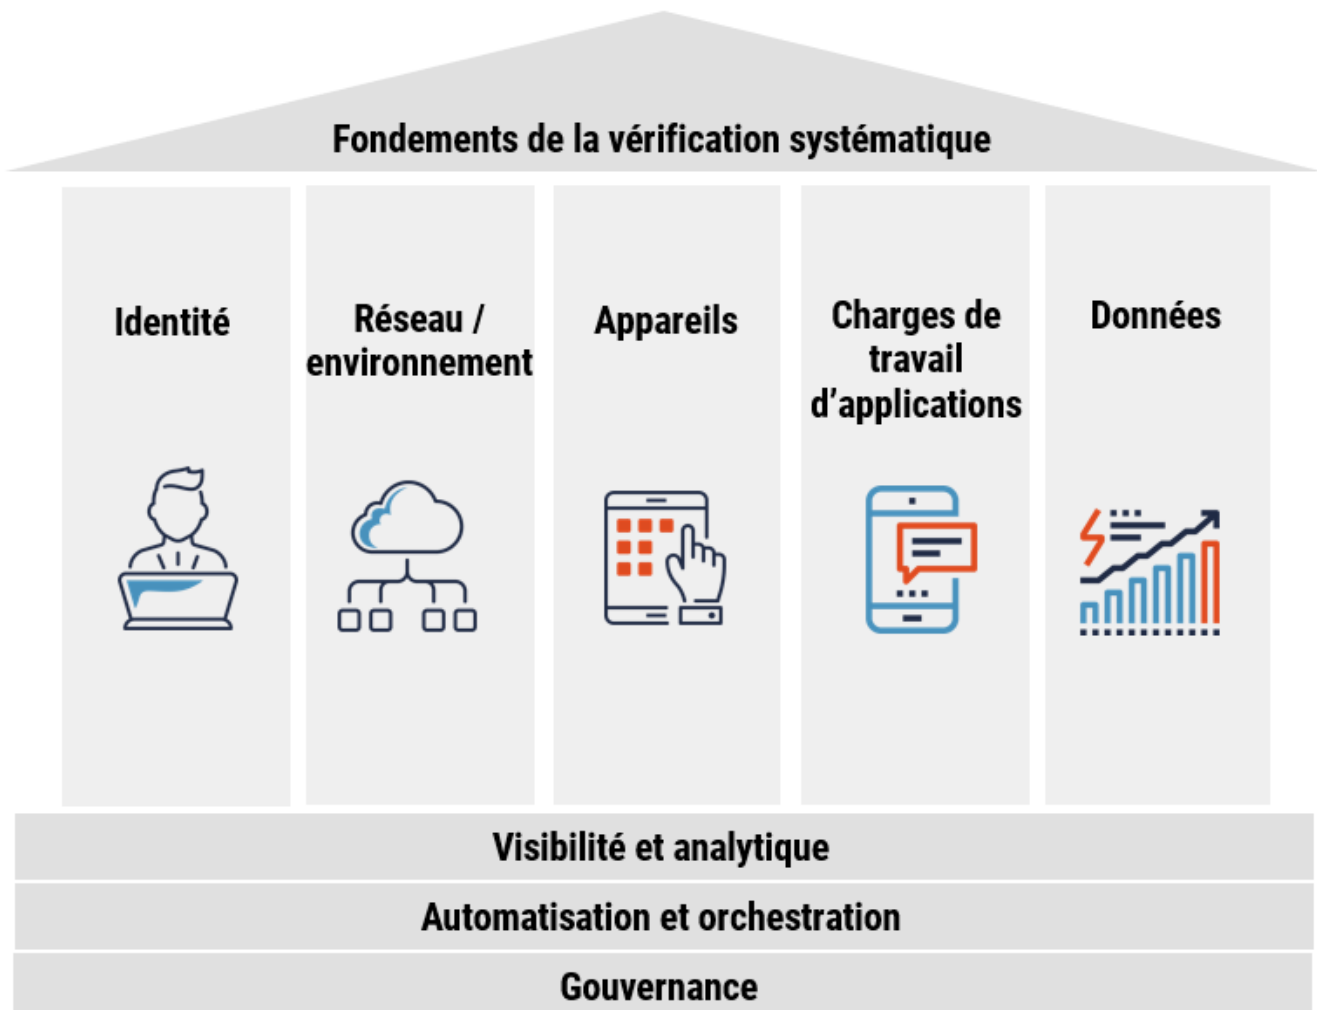 Fondements de la vérification systématique
Identité
Réseau /
environnement
Appareils
Charges de
travail
d’applications
Données
Visibilité et analytique
Automatisation et orchestration
Gouvernance